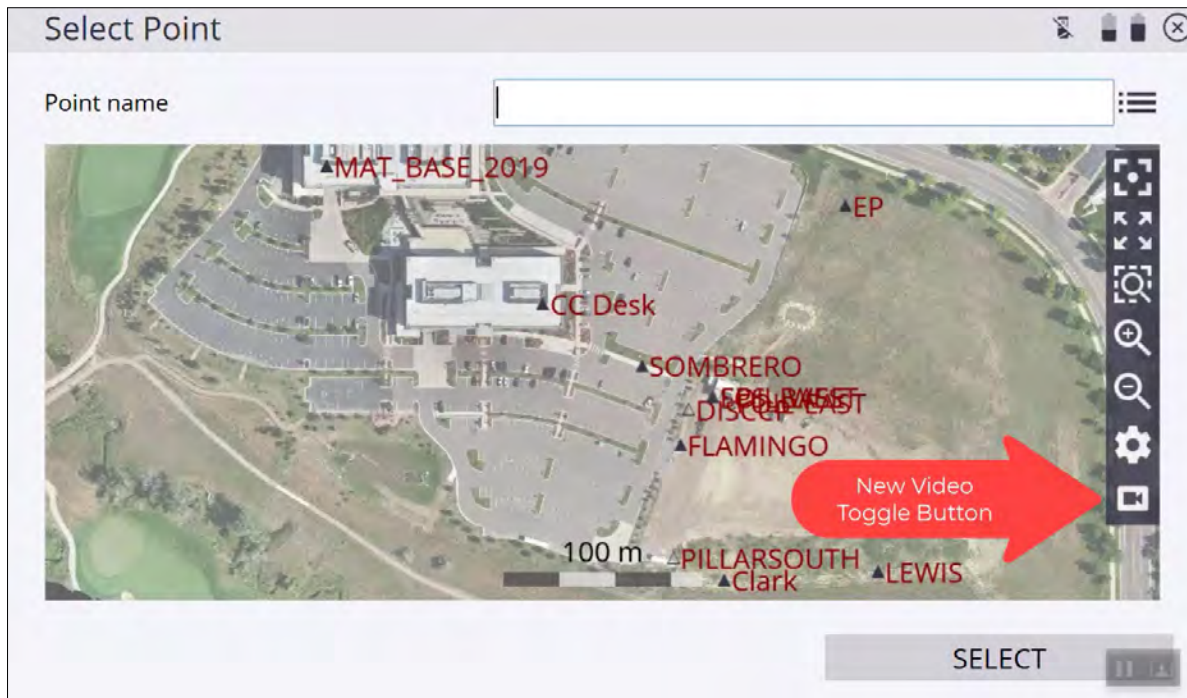 Select Point
Point name
MAT_BASE_2019
EP
CC Desk
SOMBRERO
FLAMINGO
New Video
Toggle Button
100 m
PILLARSOUTH
Clark
LEWIS
SELECT